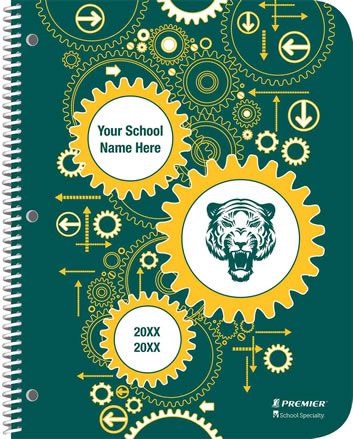 Your School
Name Here
20XX
20XX
PREMIER
School Specialty